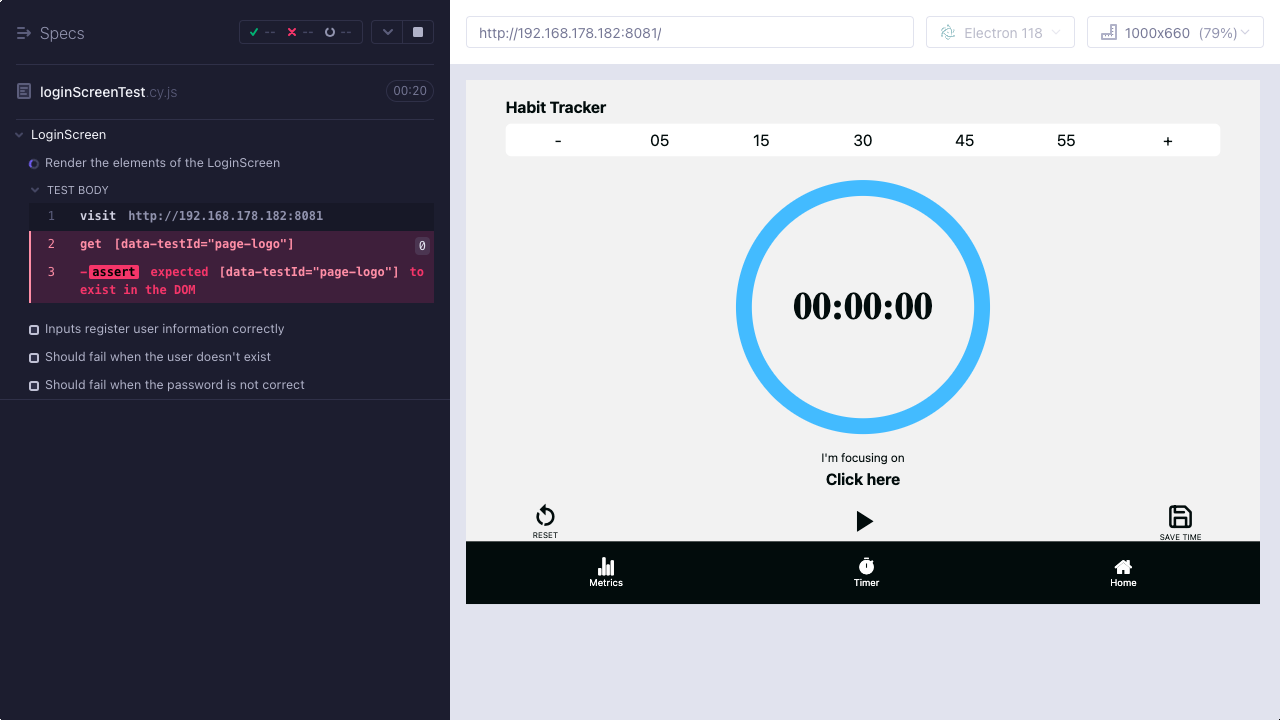 Specs
-- -- --
loginScreenTest.cy.js
00:20
LoginScreen
Render the elements of the LoginScreen
TEST BODY
1 visit http://192.168.178.182:8081
2 get [data-testId="page-logo"] 0
3 -assert expected [data-testId="page-logo"] to
exist in the DOM
Inputs register user information correctly
Should fail when the user doesn't exist
Should fail when the password is not correct
http://192.168.178.182:8081/
Electron 118
1000x660 (79%)
Habit Tracker
- 05 15 30 45 55 +
00:00:00
I'm focusing on
Click here
RESET
SAVE TIME
Metrics
Timer
Home